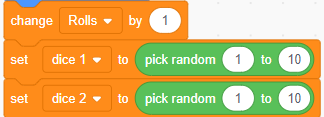 change Rolls by 1
set dice 1 to pick random 1 to 10
set dice 2 to pick random 1 to 10